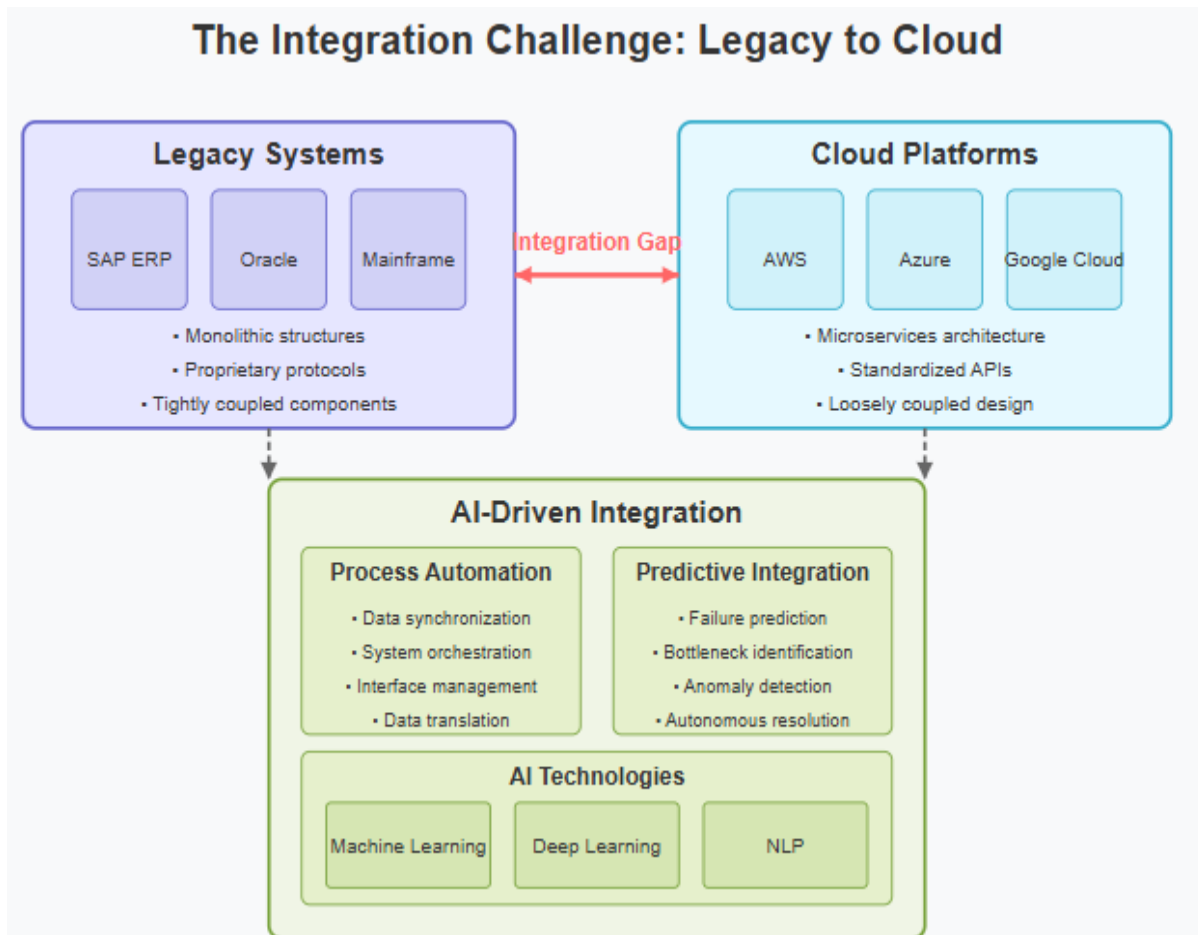 The Integration Challenge: Legacy to Cloud
Legacy Systems
SAP ERP
Oracle
Mainframe
▪ Monolithic structures
▪ Proprietary protocols
▪ Tightly coupled components
Integration Gap
Cloud Platforms
AWS
Azure
Google Cloud
▪ Microservices architecture
▪ Standardized APIs
▪ Loosely coupled design
AI-Driven Integration
Process Automation
▪ Data synchronization
▪ System orchestration
▪ Interface management
▪ Data translation
Predictive Integration
▪ Failure prediction
▪ Bottleneck identification
▪ Anomaly detection
▪ Autonomous resolution
AI Technologies
Machine Learning
Deep Learning
NLP